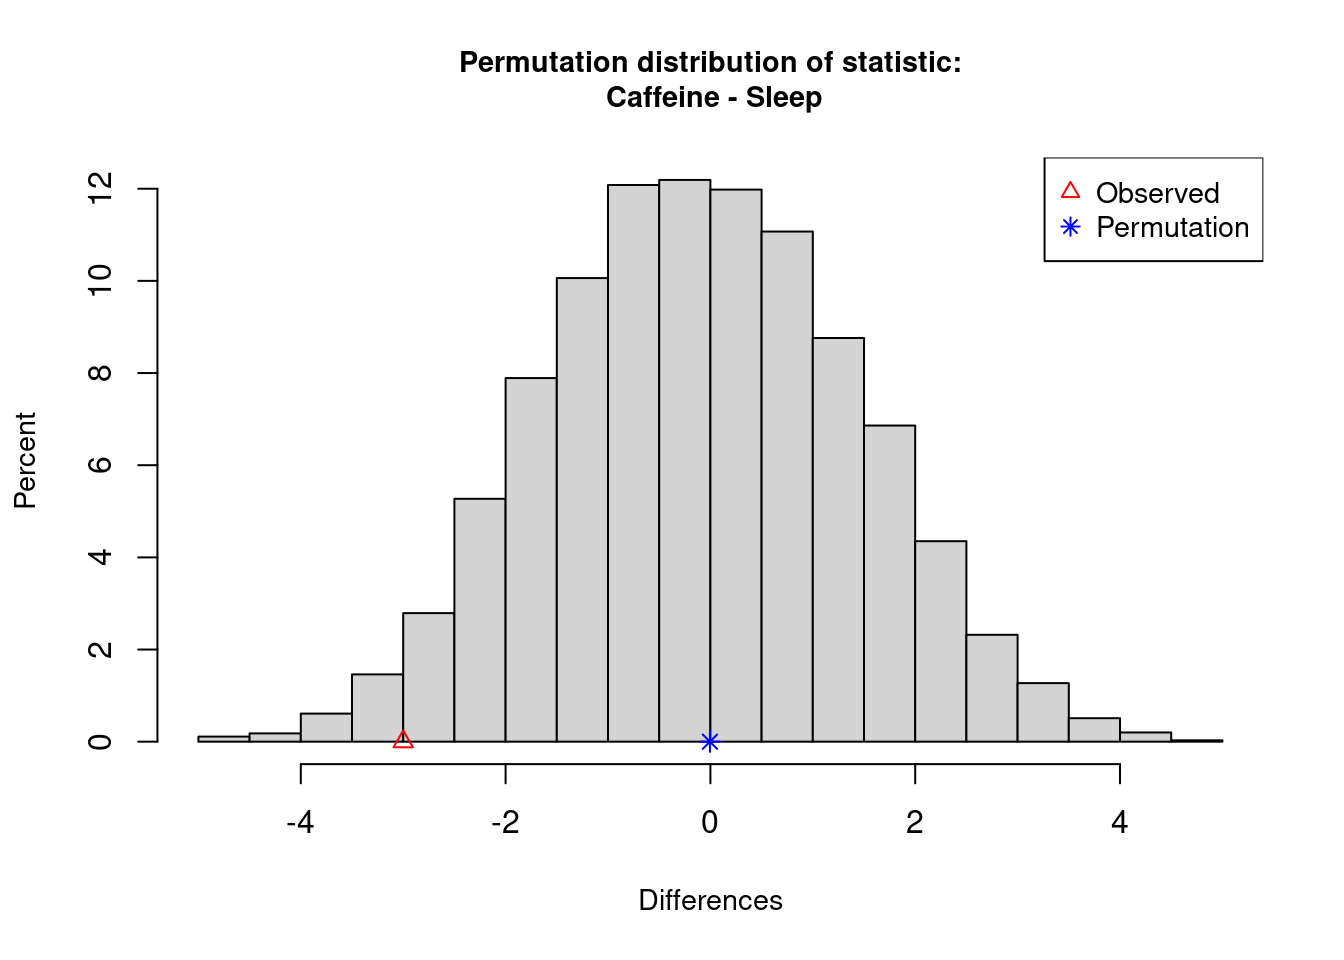 Permutation distribution of statistic:
Caffeine - Sleep
Observed
Permutation
12
10
8
6
4
2
0
Percent
-4 -2 0 2 4
Differences